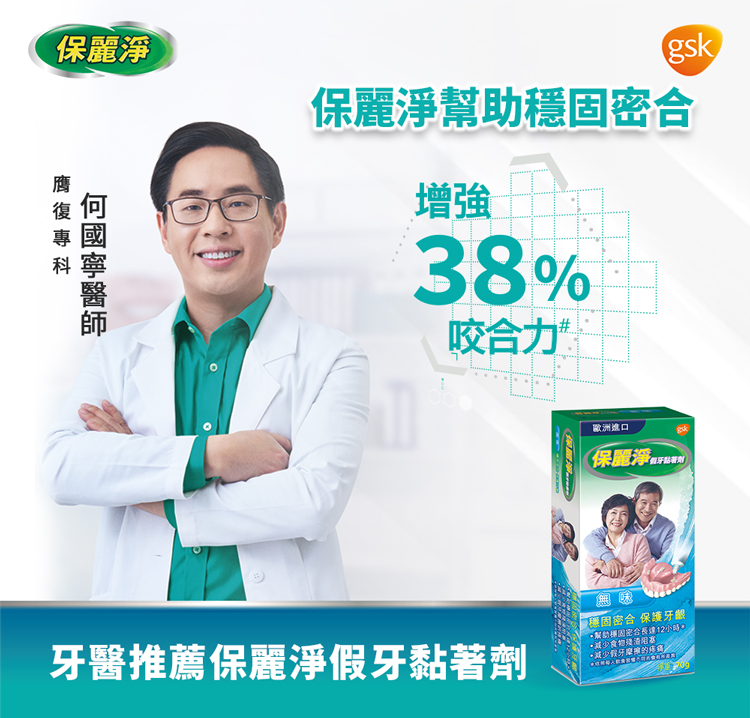 保麗淨
gsk
保麗淨幫助穩固密合
膺復專科
何國寧醫師
增強
38%
咬合力#
歐洲進口
gsk
保麗淨假牙黏著劑
無味
穩固密合 保護牙齦
•幫助穩固密合長達12小時*
•減少食物殘渣阻塞
•減少假牙摩擦的疼痛
70g
牙醫推薦保麗淨假牙黏著劑